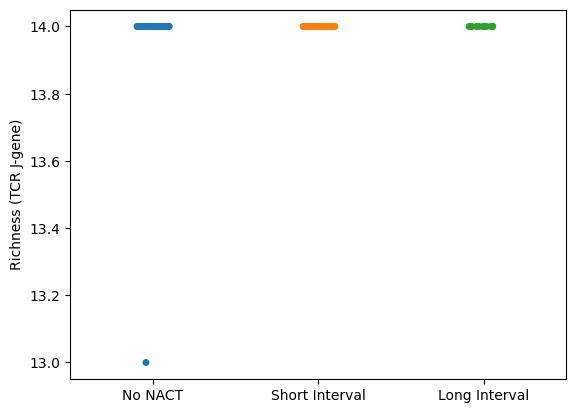 Richness (TCR J-gene)
14.0
13.8
13.6
13.4
13.2
13.0
No NACT
Short Interval
Long Interval